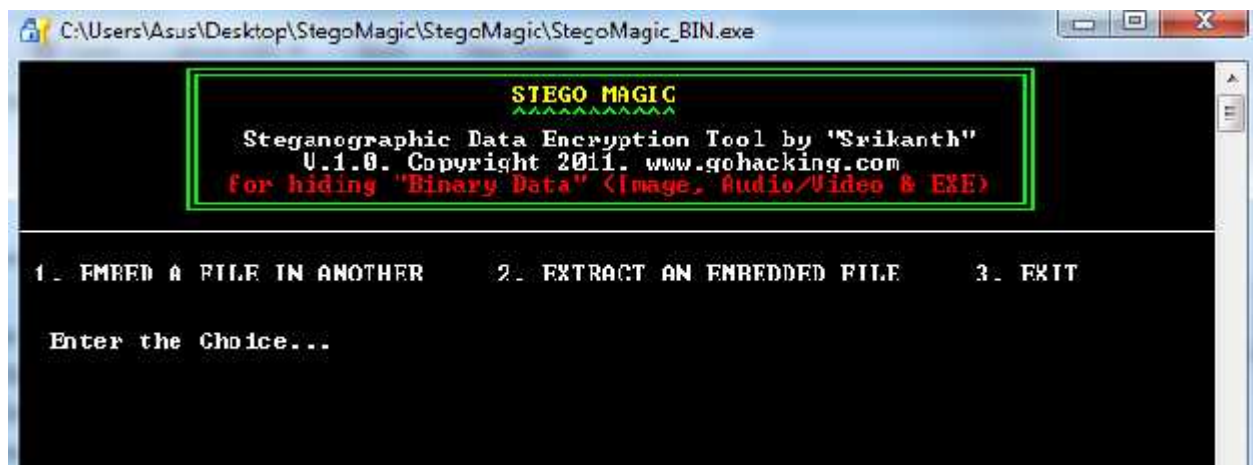 C:\Users\Asus\Desktop\StegoMagic\StegoMagic_BIN.exe
STEGO MAGIC
^^^^^^^^^^^
Steganographic Data Encryption Tool by "Srikanth"
V.1.0. Copyright 2011. www.gohacking.com
for hiding "Binary Data" (Image, Audio/Video & EXE)
1. EMBED A FILE IN ANOTHER 2. EXTRACT AN EMBEDDED FILE 3. EXIT
Enter the Choice...